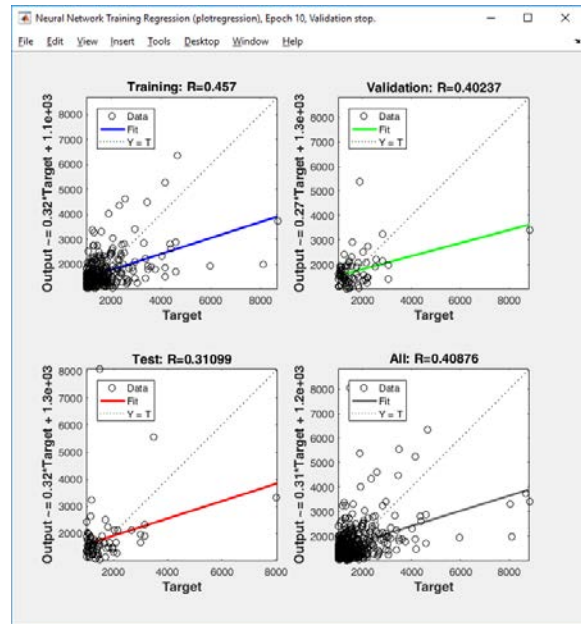 Neural Network Training Regression (plotregression), Epoch 10, Validation stop.
File Edit View Insert Tools Desktop Window Help
Training: R=0.457
Output ~= 0.32*Target + 1.1e+03
8000
7000
6000
5000
4000
3000
2000
Data
Fit
Y = T
2000 4000 6000 8000
Target
Validation: R=0.40237
Output ~= 0.27*Target + 1.3e+03
8000
7000
6000
5000
4000
3000
2000
Data
Fit
Y = T
2000 4000 6000 8000
Target
Test: R=0.31099
Output ~= 0.32*Target + 1.3e+03
8000
7000
6000
5000
4000
3000
2000
Data
Fit
Y = T
2000 4000 6000 8000
Target
All: R=0.40876
Output ~= 0.31*Target + 1.2e+03
8000
7000
6000
5000
4000
3000
2000
Data
Fit
Y = T
2000 4000 6000 8000
Target